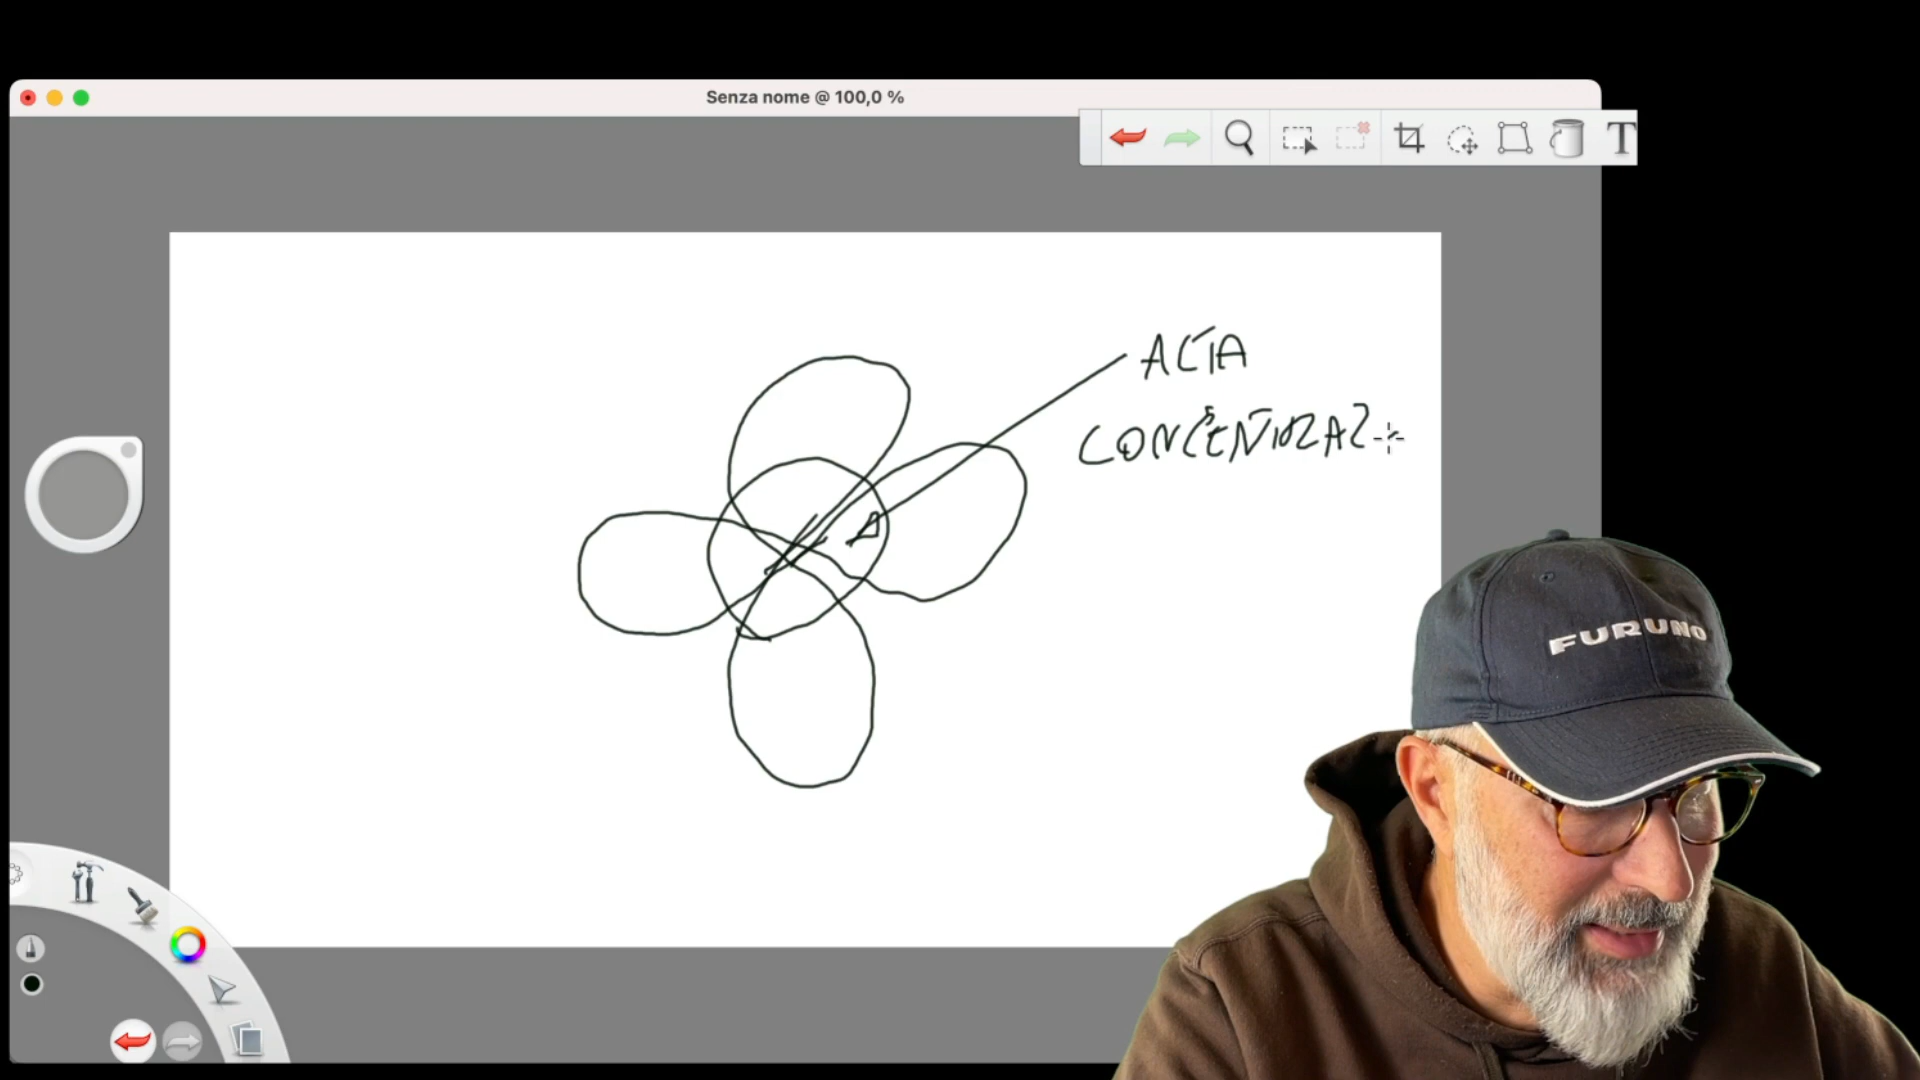 Senza nome @ 100,0 %
T
ALTA
CONCENTRAZ
FURUNO